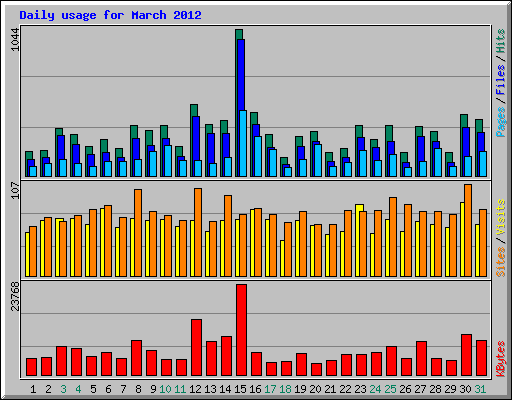 Daily usage for March 2012
1044
Pages / Files / Hits
107
Sites / Visits
23768
KBytes
1 2 3 4 5 6 7 8 9 10 11 12 13 14 15 16 17 18 19 20 21 22 23 24 25 26 27 28 29 30 31